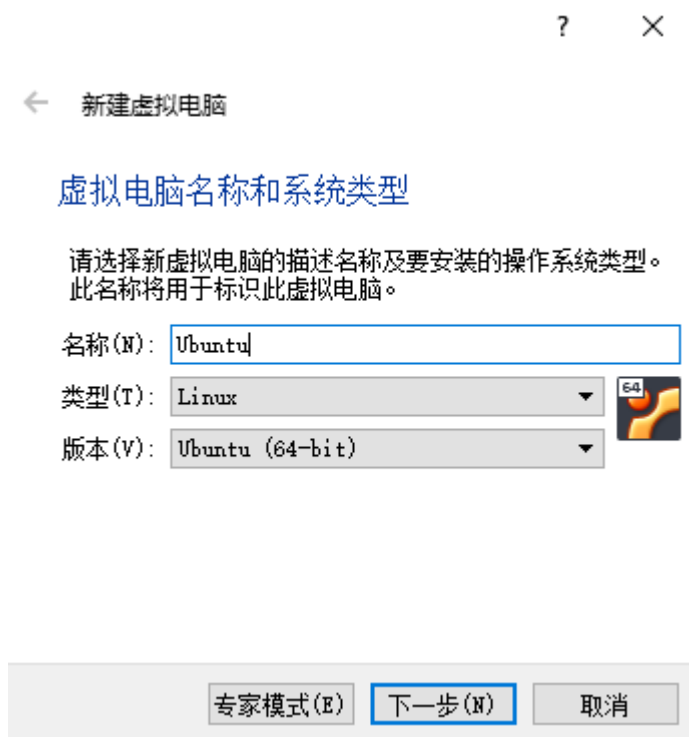 ?
新建虚拟电脑
虚拟电脑名称和系统类型
请选择新虚拟电脑的描述名称及要安装的操作系统类型。
此名称将用于标识此虚拟电脑。
名称(N): Ubuntu
类型(T): Linux
64
版本(V): Ubuntu (64-bit)
专家模式(E) 下一步(N) 取消